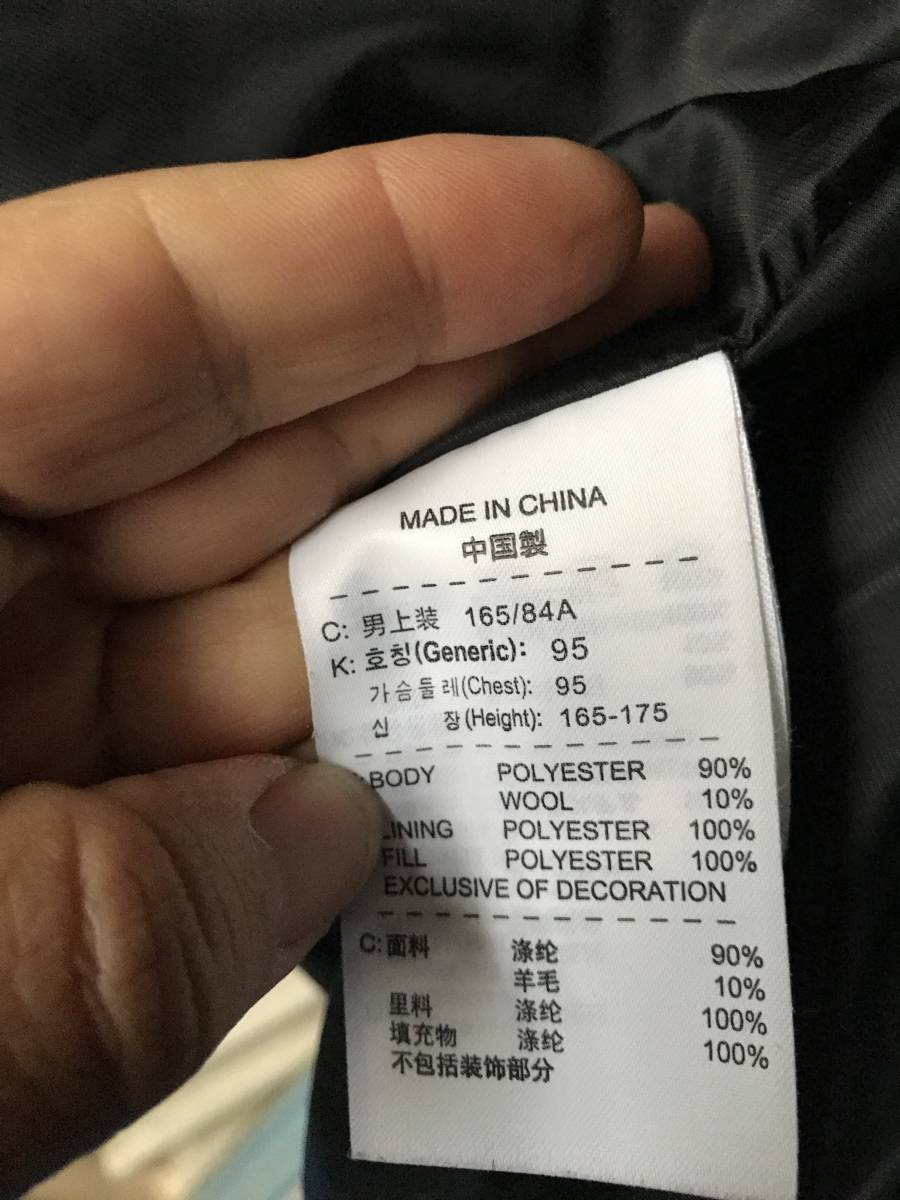 MADE IN CHINA
中国製
C: 男上装 165/84A
K: 호칭(Generic): 95
가슴둘레(Chest): 95
신 장(Height): 165-175
BODY POLYESTER 90%
WOOL 10%
LINING POLYESTER 100%
FILL POLYESTER 100%
EXCLUSIVE OF DECORATION
C: 面料 涤纶 90%
羊毛 10%
里料 涤纶 100%
填充物 涤纶 100%
不包括装饰部分